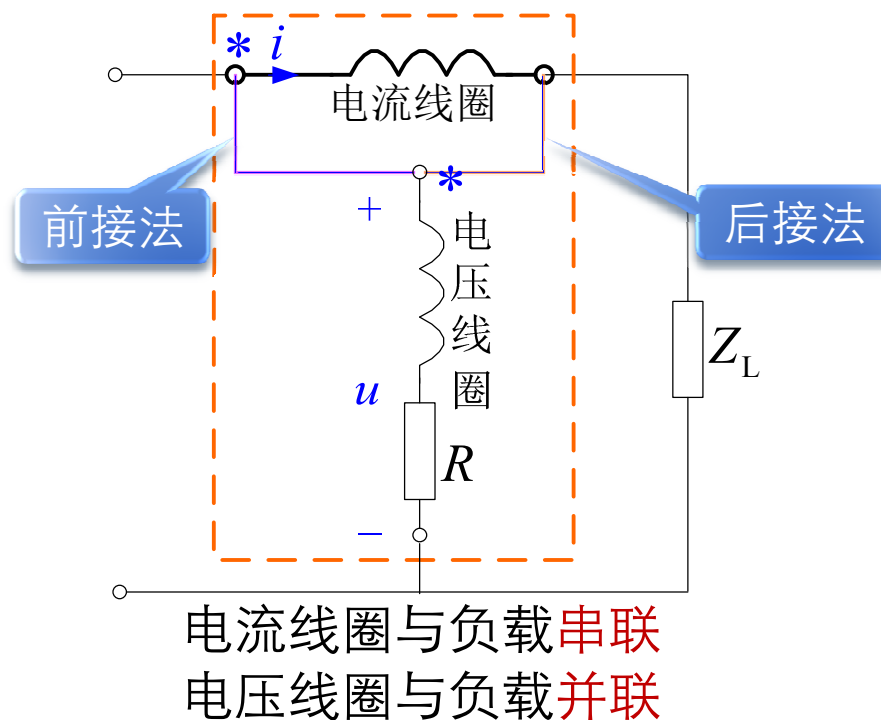 * i
电流线圈
前接法
*
后接法
+
电压线圈
u
Z_L
R
−
电流线圈与负载串联
电压线圈与负载并联